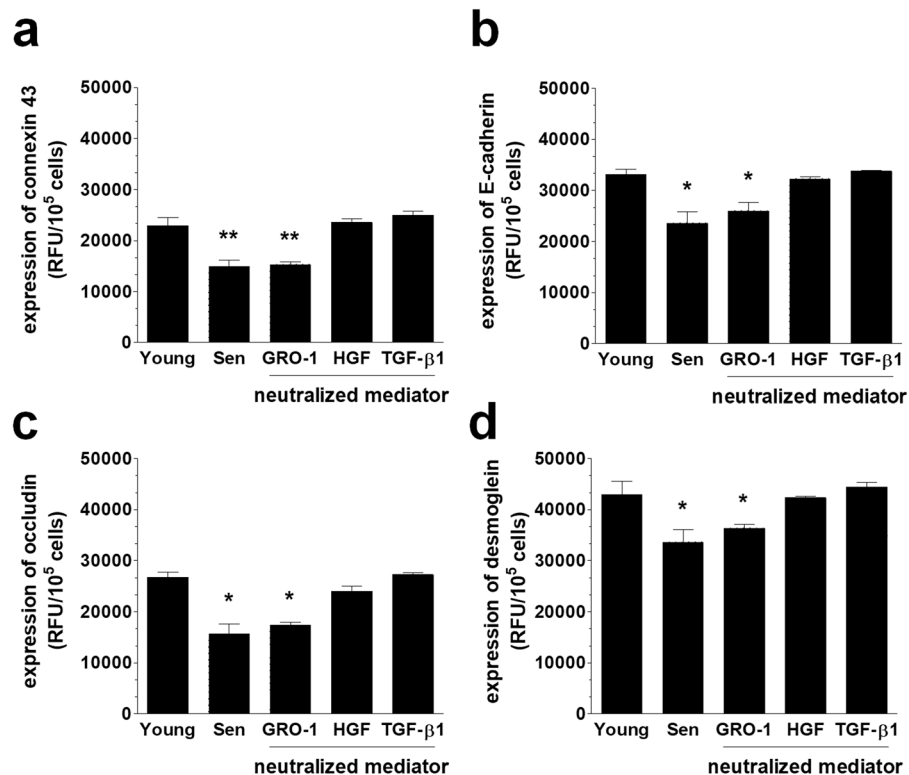 a
expression of connexin 43
(RFU/10⁵ cells)
50000
40000
30000
20000
10000
0
**
**
Young Sen GRO-1 HGF TGF-β1
neutralized mediator
b
expression of E-cadherin
(RFU/10⁵ cells)
50000
40000
30000
20000
10000
0
*
*
Young Sen GRO-1 HGF TGF-β1
neutralized mediator
c
expression of occludin
(RFU/10⁵ cells)
50000
40000
30000
20000
10000
0
*
*
Young Sen GRO-1 HGF TGF-β1
neutralized mediator
d
expression of desmoglein
(RFU/10⁵ cells)
50000
40000
30000
20000
10000
0
*
*
Young Sen GRO-1 HGF TGF-β1
neutralized mediator